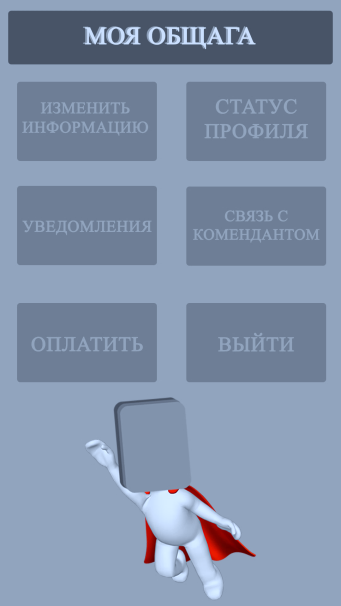 МОЯ ОБЩАГА
ИЗМЕНИТЬ
ИНФОРМАЦИЮ
СТАТУС
ПРОФИЛЯ
УВЕДОМЛЕНИЯ
СВЯЗЬ С
КОМЕНДАНТОМ
ОПЛАТИТЬ
ВЫЙТИ